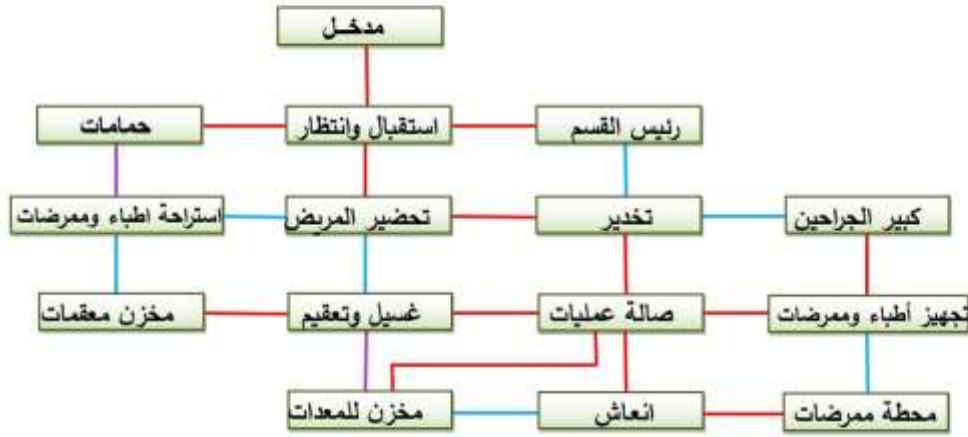 مدخـل
استقبال وانتظار
حمامات
رئيس القسم
استراحة اطباء وممرضات
تحضير المريض
تخدير
كبير الجراحين
مخزن معقمات
غسيل وتعقيم
صالة عمليات
تجهيز أطباء وممرضات
مخزن للمعدات
انعاش
محطة ممرضات